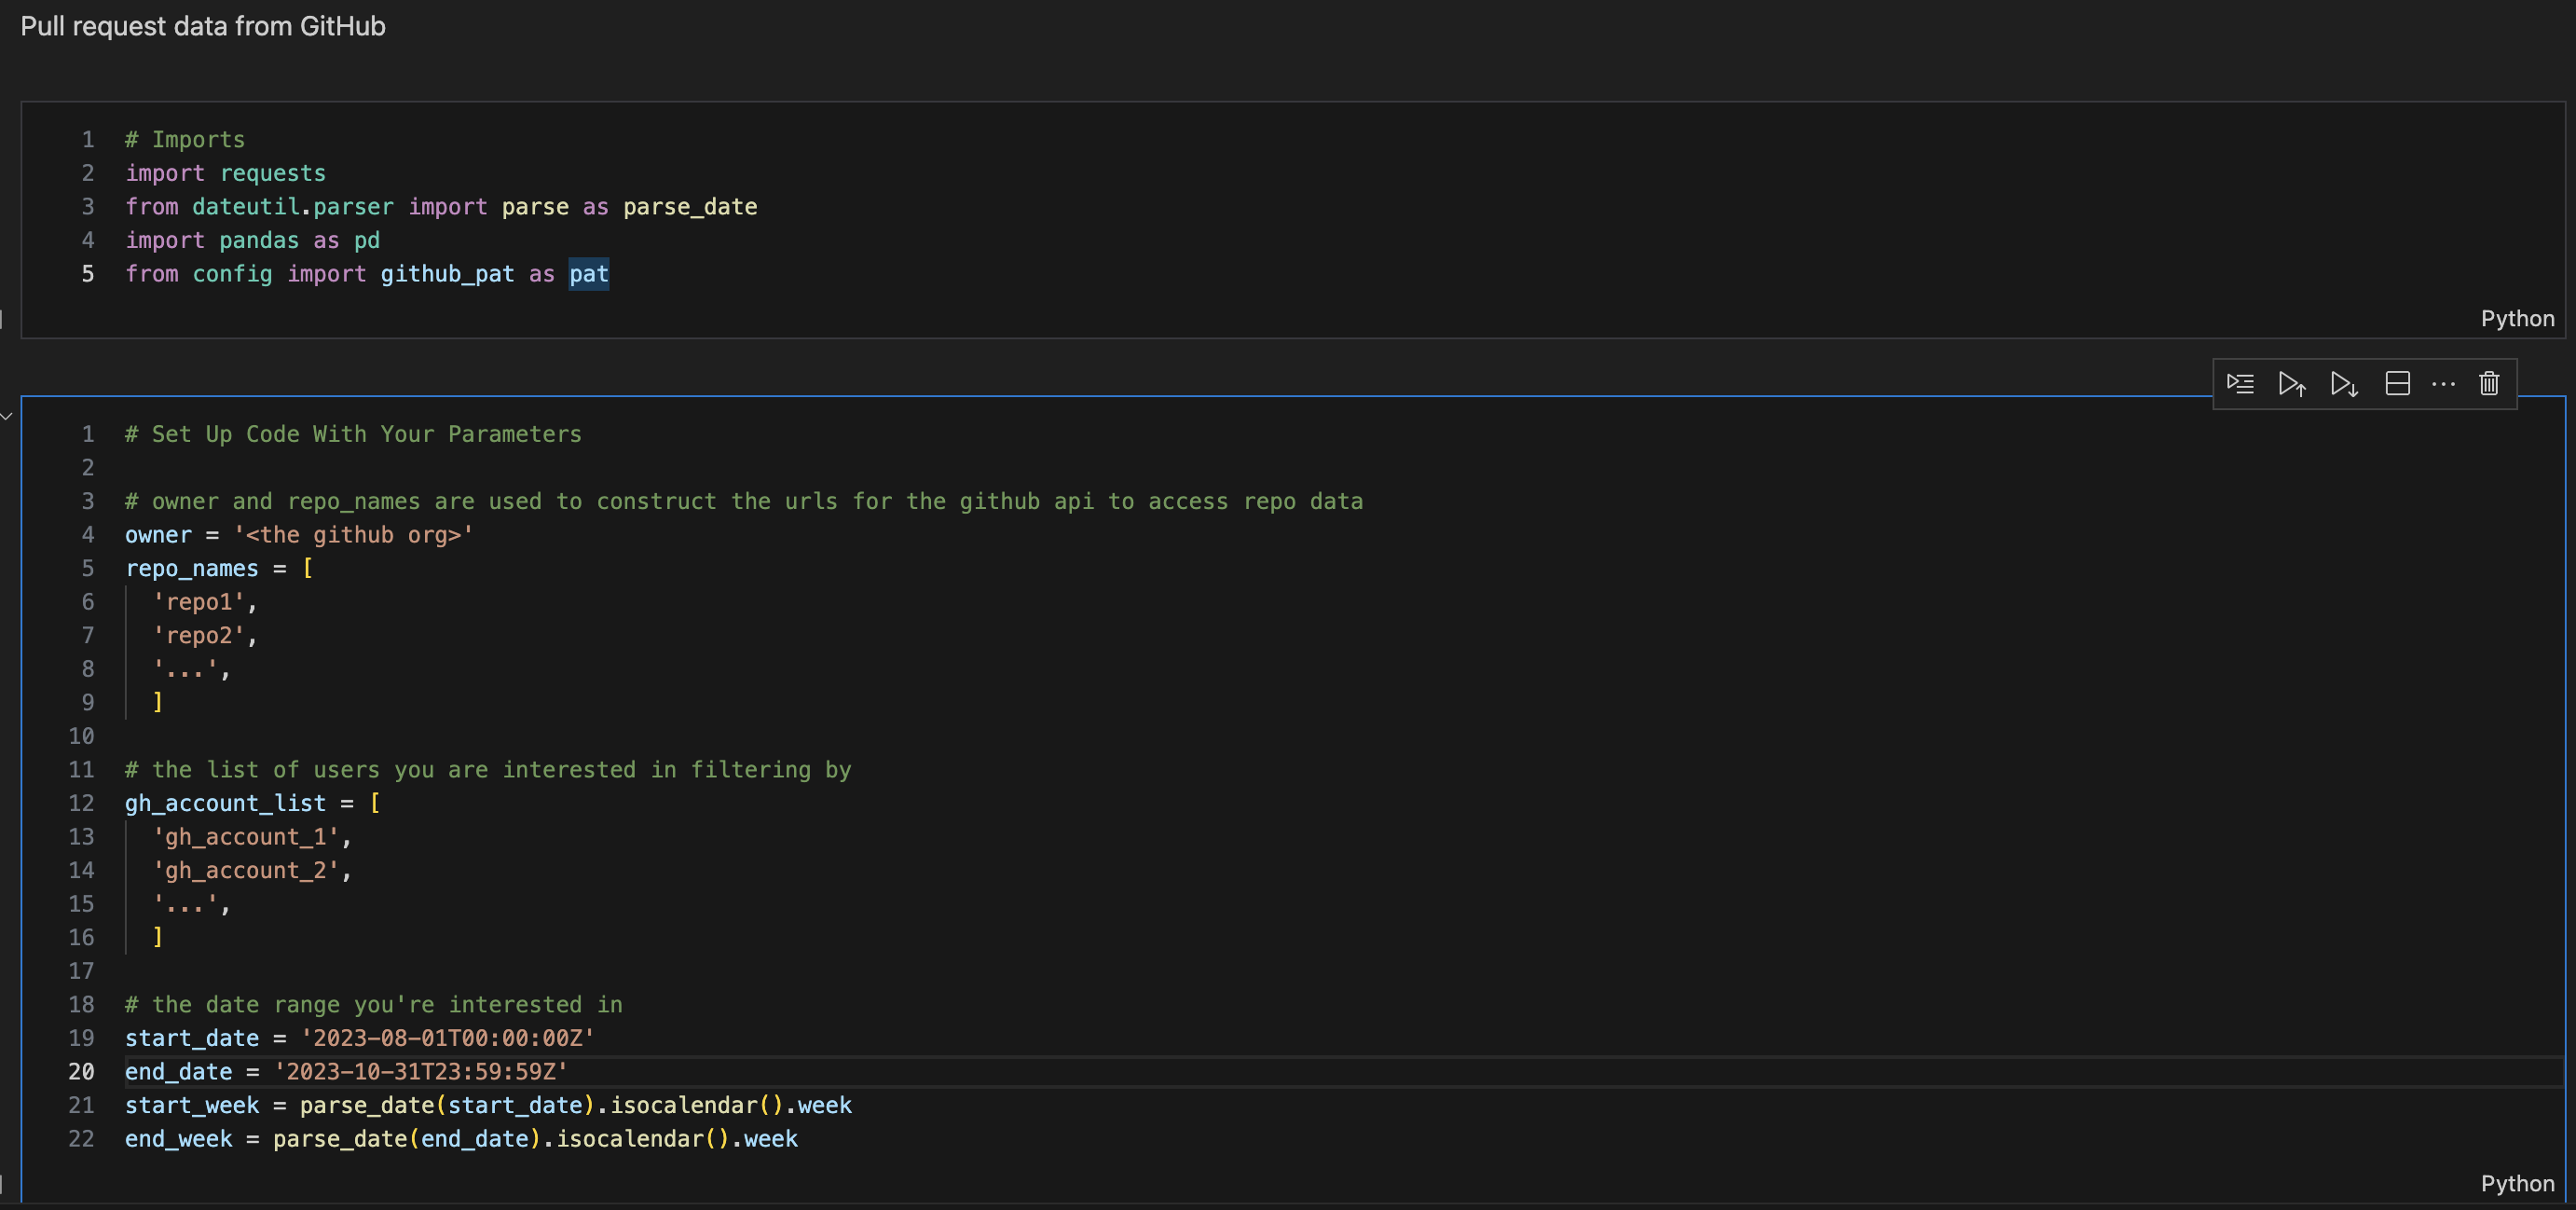 Pull request data from GitHub
1 # Imports
2 import requests
3 from dateutil.parser import parse as parse_date
4 import pandas as pd
5 from config import github_pat as pat
Python
1 # Set Up Code With Your Parameters
2
3 # owner and repo_names are used to construct the urls for the github api to access repo data
4 owner = '<the github org>'
5 repo_names = [
6   'repo1',
7   'repo2',
8   '...',
9   ]
10
11 # the list of users you are interested in filtering by
12 gh_account_list = [
13   'gh_account_1',
14   'gh_account_2',
15   '...',
16   ]
17
18 # the date range you're interested in
19 start_date = '2023-08-01T00:00:00Z'
20 end_date = '2023-10-31T23:59:59Z'
21 start_week = parse_date(start_date).isocalendar().week
22 end_week = parse_date(end_date).isocalendar().week
Python